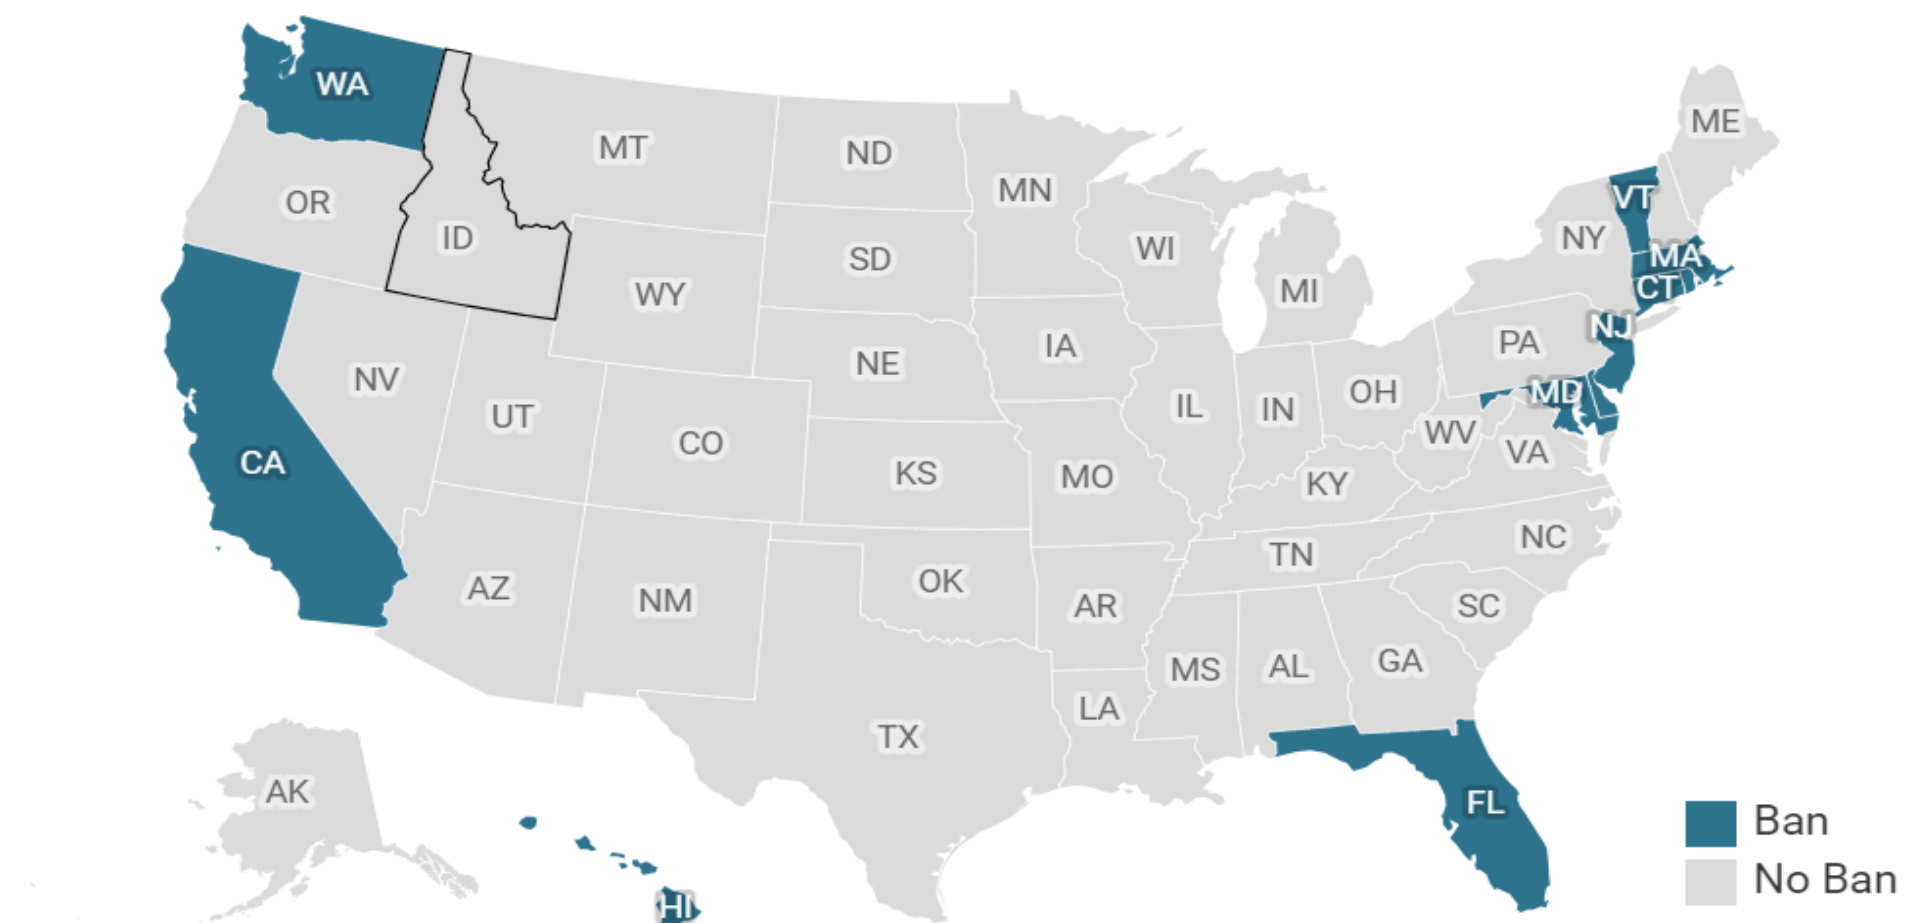 WA
ME
MT
ND
VT
MN
OR
NY
ID
WI
MA
SD
CT
MI
WY
NJ
PA
IA
NE
NV
OH
MD
IL
IN
UT
WV
CO
VA
CA
KS
MO
KY
NC
TN
OK
AZ
NM
AR
SC
GA
AL
MS
LA
TX
AK
FL
HI
Ban
No Ban